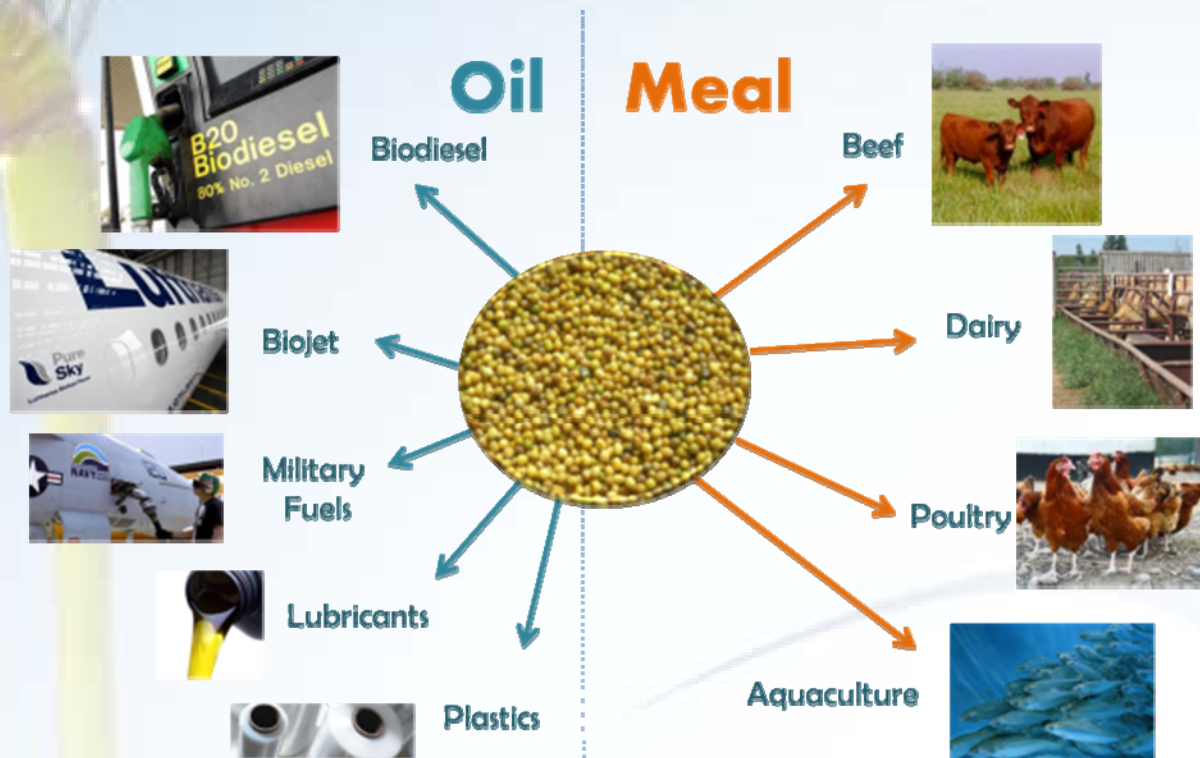 Oil
Meal
Biodiesel
B20
Biodiesel
80% No. 2 Diesel
Biojet
Pure
Sky
Military
Fuels
NAVY
Lubricants
Plastics
Beef
Dairy
Poultry
Aquaculture